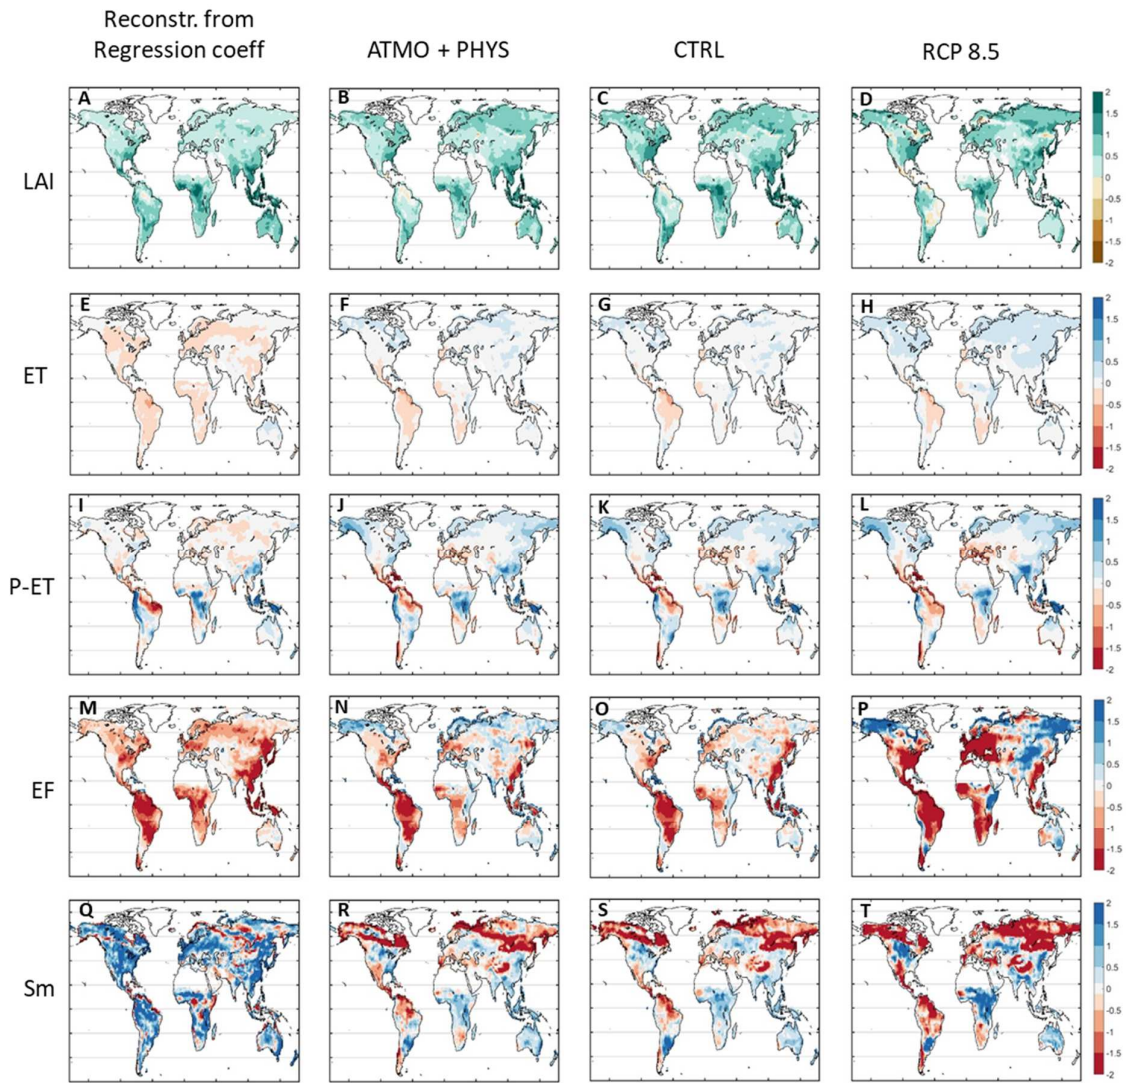 Reconstr. from
Regression coeff
ATMO + PHYS
CTRL
RCP 8.5
LAI
A
B
C
D
2
1.5
1
0.5
0
-0.5
-1
-1.5
-2
ET
E
F
G
H
2
1.5
1
0.5
0
-0.5
-1
-1.5
-2
P-ET
I
J
K
L
2
1.5
1
0.5
0
-0.5
-1
-1.5
-2
EF
M
N
O
P
2
1.5
1
0.5
0
-0.5
-1
-1.5
-2
Sm
Q
R
S
T
2
1.5
1
0.5
0
-0.5
-1
-1.5
-2